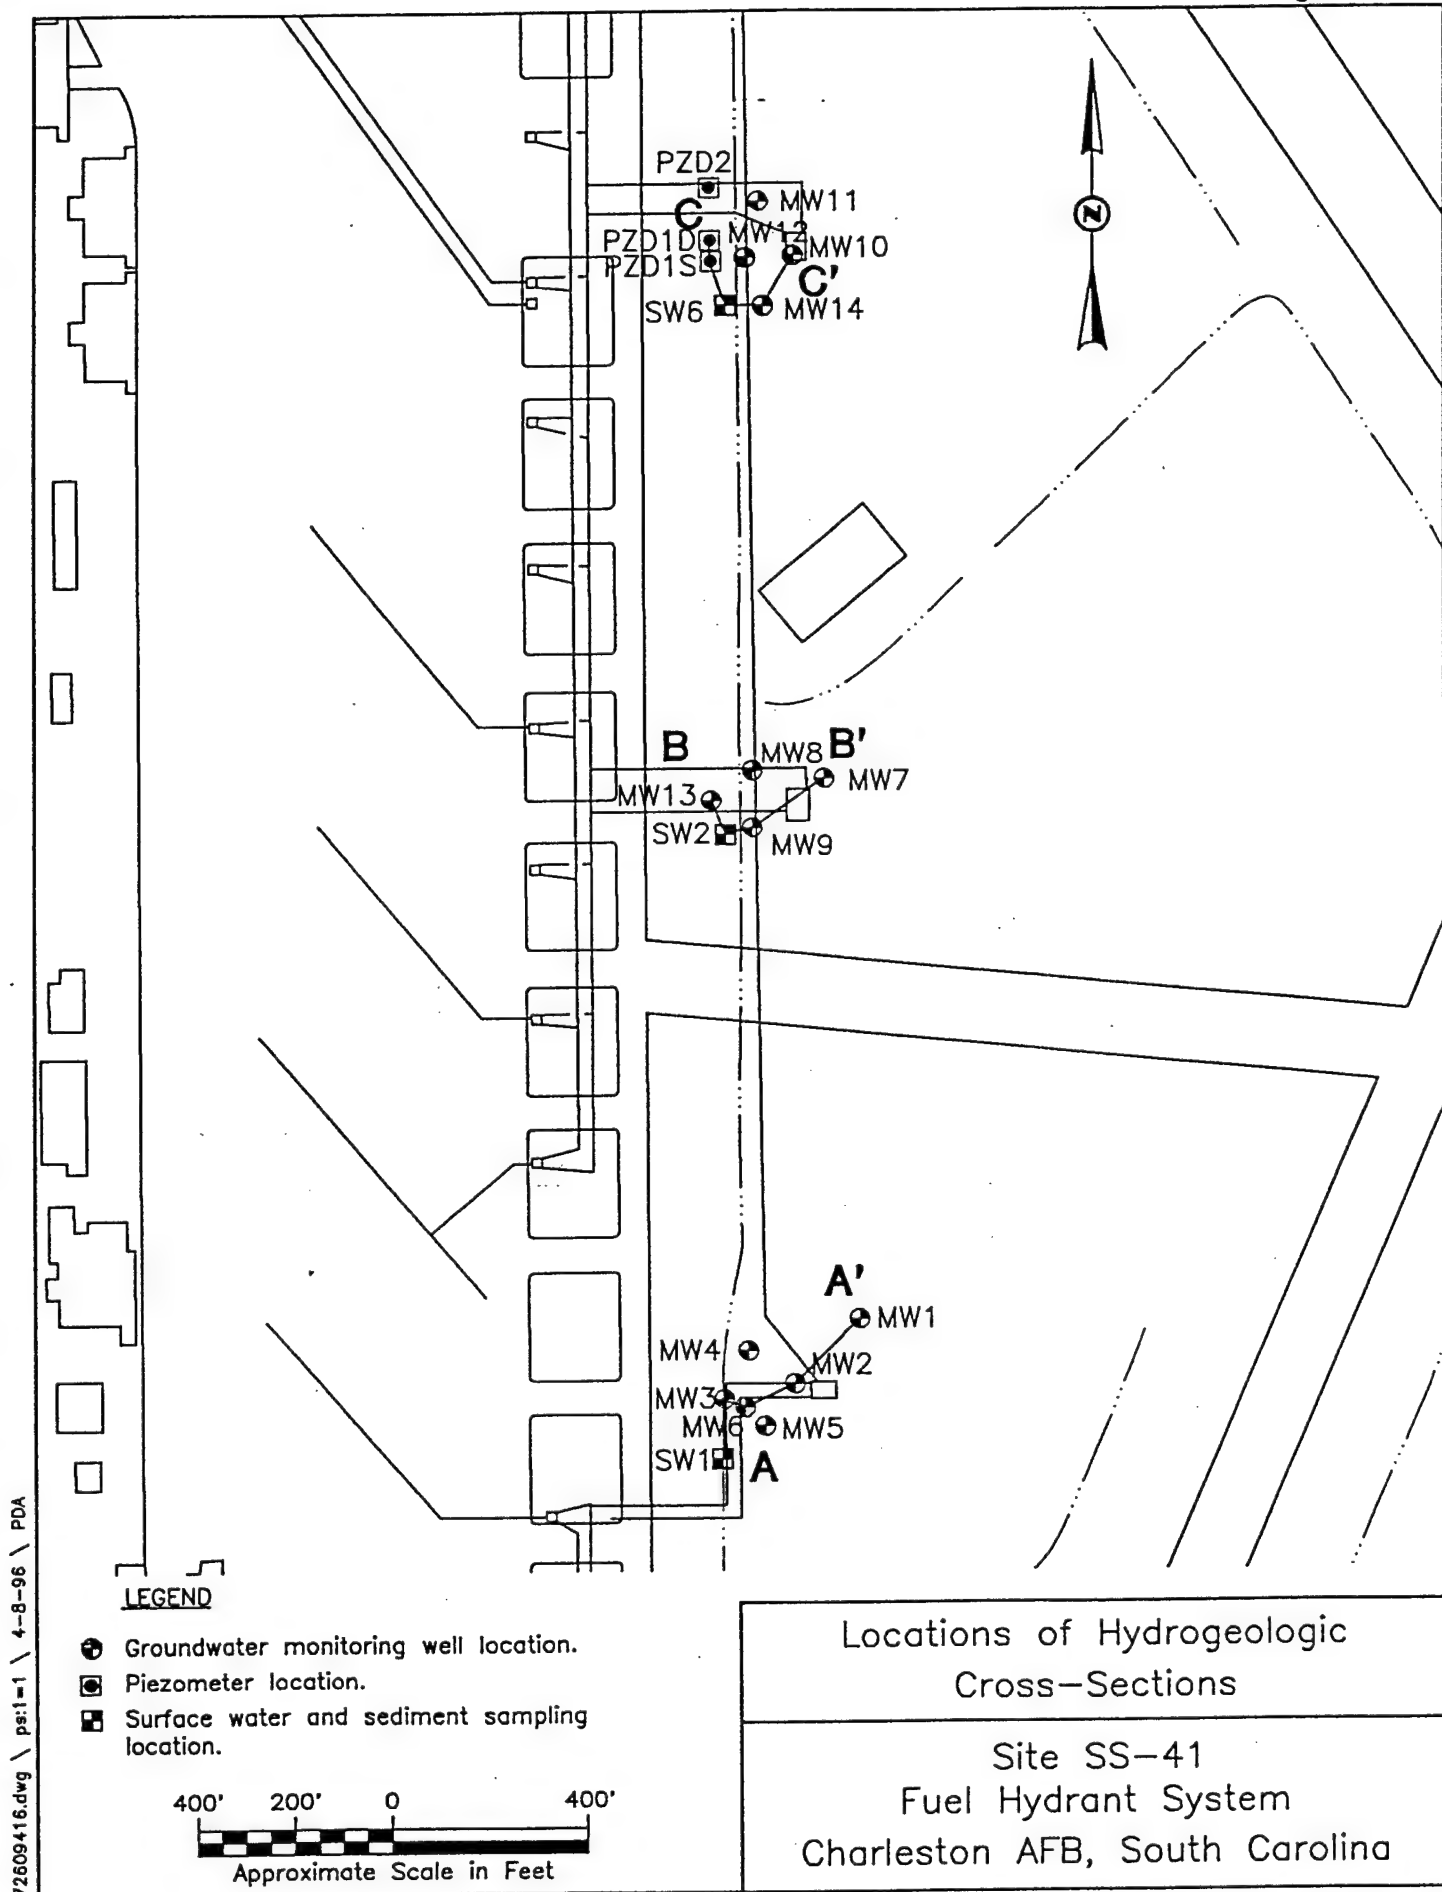 PZD2
MW11
C
PZD1D
MW12
MW10
PZD1S
C'
SW6
MW14
N
B
MW8
B'
MW7
MW13
SW2
MW9
A'
MW1
MW4
MW2
MW3
MW6
MW5
SW1
A
LEGEND
Groundwater monitoring well location.
Piezometer location.
Surface water and sediment sampling
location.
400' 200' 0 400'
Approximate Scale in Feet
Locations of Hydrogeologic
Cross-Sections
Site SS-41
Fuel Hydrant System
Charleston AFB, South Carolina
72609416.dwg \ ps:1=1 \ 4-8-96 \ PDA